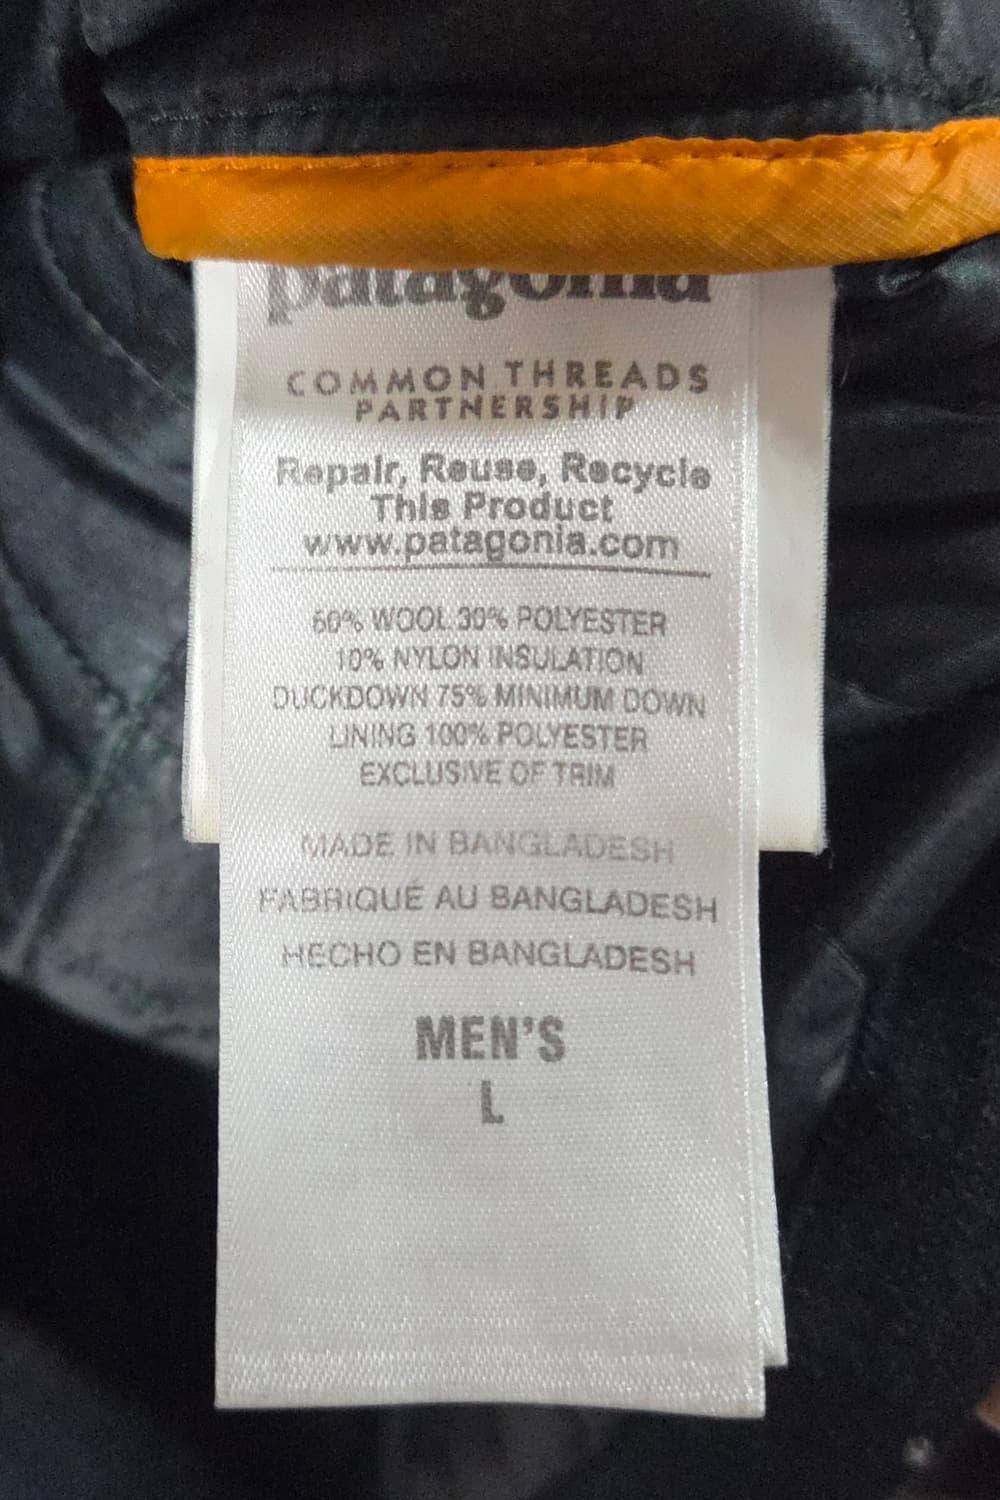 patagonia
COMMON THREADS
PARTNERSHIP
Repair, Reuse, Recycle
This Product
www.patagonia.com
60% WOOL 30% POLYESTER
10% NYLON INSULATION
DUCKDOWN 75% MINIMUM DOWN
LINING 100% POLYESTER
EXCLUSIVE OF TRIM
MADE IN BANGLADESH
FABRIQUÉ AU BANGLADESH
HECHO EN BANGLADESH
MEN'S
L